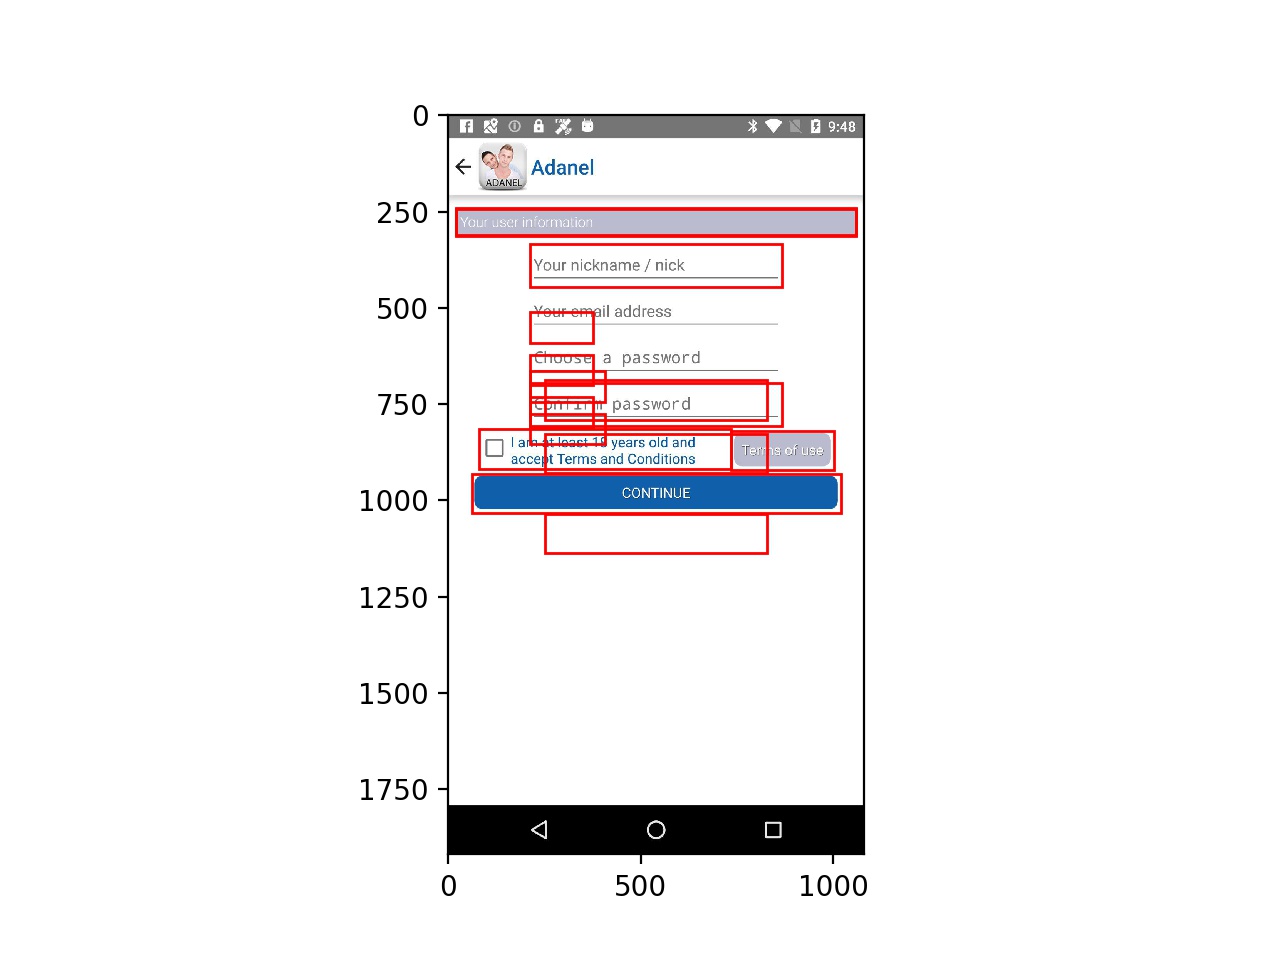 0
250
500
750
1000
1250
1500
1750
9:48
ADANEL
Adanel
Your user information
Your nickname / nick
Your email address
Choose a password
Confirm password
I am at least 18 years old and
accept Terms and Conditions
Terms of use
CONTINUE
0
500
1000